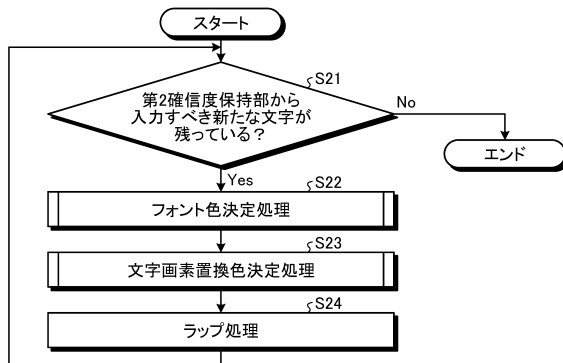 スタート
S21
第2確信度保持部から
入力すべき新たな文字が
残っている？
No
エンド
Yes
S22
フォント色決定処理
S23
文字画素置換色決定処理
S24
ラップ処理